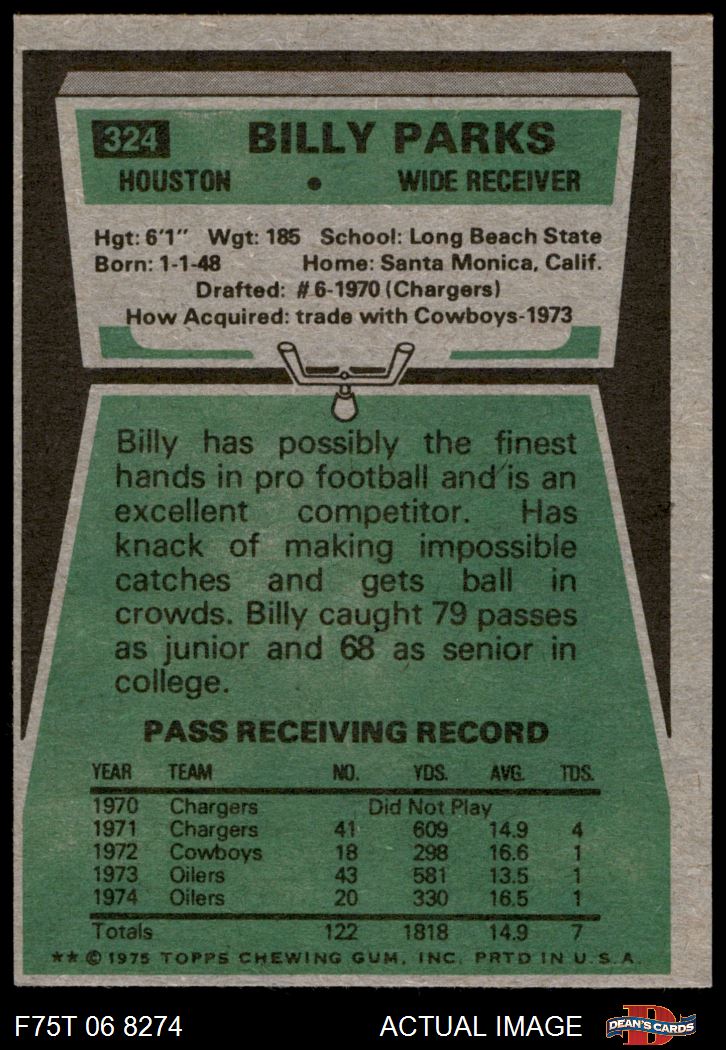 324 BILLY PARKS
HOUSTON • WIDE RECEIVER
Hgt: 6'1" Wgt: 185 School: Long Beach State
Born: 1-1-48 Home: Santa Monica, Calif.
Drafted: #6-1970 (Chargers)
How Acquired: trade with Cowboys-1973
Billy has possibly the finest
hands in pro football and is an
excellent competitor. Has
knack of making impossible
catches and gets ball in
crowds. Billy caught 79 passes
as junior and 68 as senior in
college.
PASS RECEIVING RECORD
YEAR TEAM NO. YDS. AVG. TDS.
1970 Chargers Did Not Play
1971 Chargers 41 609 14.9 4
1972 Cowboys 18 298 16.6 1
1973 Oilers 43 581 13.5 1
1974 Oilers 20 330 16.5 1
Totals 122 1818 14.9 7
** © 1975 TOPPS CHEWING GUM, INC. PRTD IN U.S.A.
F75T 06 8274 ACTUAL IMAGE DEAN'S CARDS